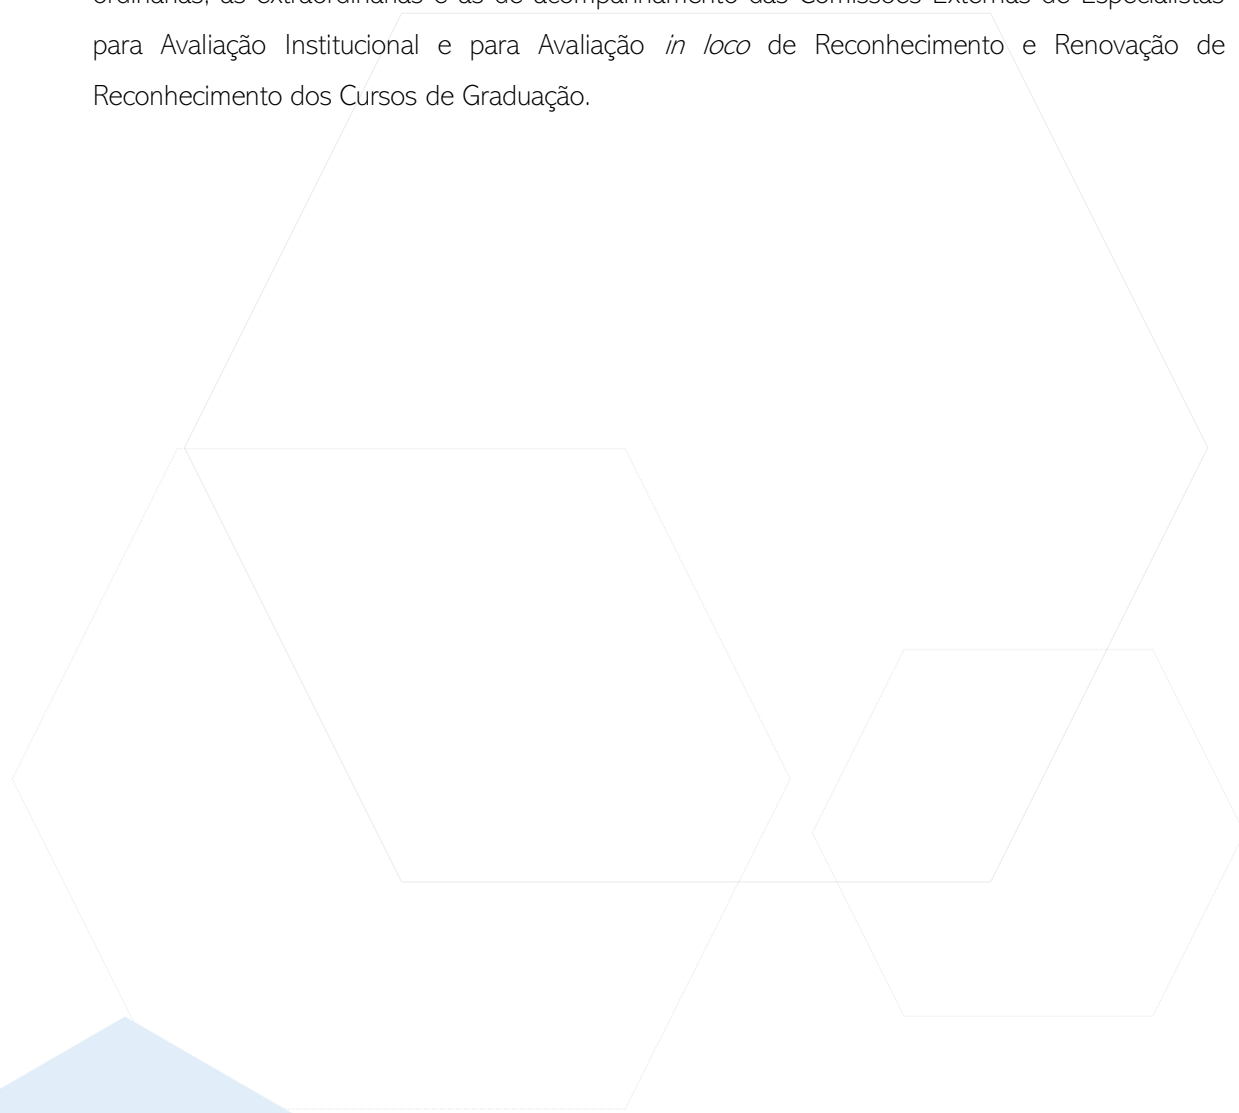 ordinárias, as extraordinárias e as de acompanhamento das Comissões Externas de Especialistas
para Avaliação Institucional e para Avaliação in loco de Reconhecimento e Renovação de
Reconhecimento dos Cursos de Graduação.